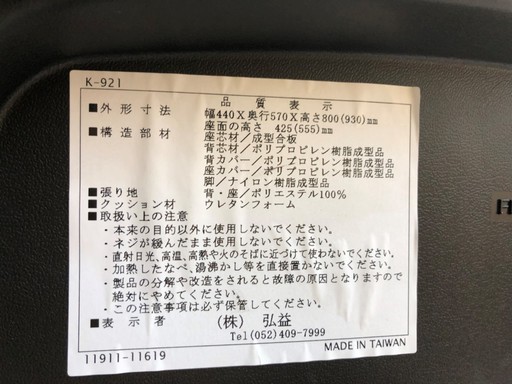 K-921
品質表示
■外形寸法 幅440X奥行570X高さ800(930)mm
座面の高さ 425(555)mm
■構造部材 座芯材/成型合板
背芯材/ポリプロピレン樹脂成型品
背カバー/ポリプロピレン樹脂成型品
座カバー/ポリプロピレン樹脂成型品
脚/ナイロン樹脂成型品
■張り地 背・座/ポリエステル100%
■クッション材 ウレタンフォーム
■取扱い上の注意
・本来の目的以外に使用しないでください。
・ネジが緩んだまま使用しないでください。
・直射日光、高温、高熱や火のそばに近づけて使わないでください。
・加熱したなべ、湯沸かし等を直接置かないでください。
・製品の分解や改造をされると故障の原因となりますので
絶対にやめてください。
・この注意事項は必ず保管してください。
■表示者 (株)弘益
Tel(052)409-7999
11911-11619 MADE IN TAIWAN